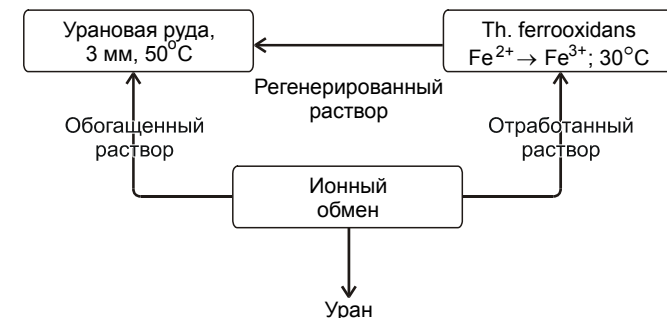 Урановая руда,
3 мм, 50°C
Th. ferrooxidans
Fe²⁺ → Fe³⁺; 30°C
Регенерированный
раствор
Обогащенный
раствор
Отработанный
раствор
Ионный
обмен
Уран